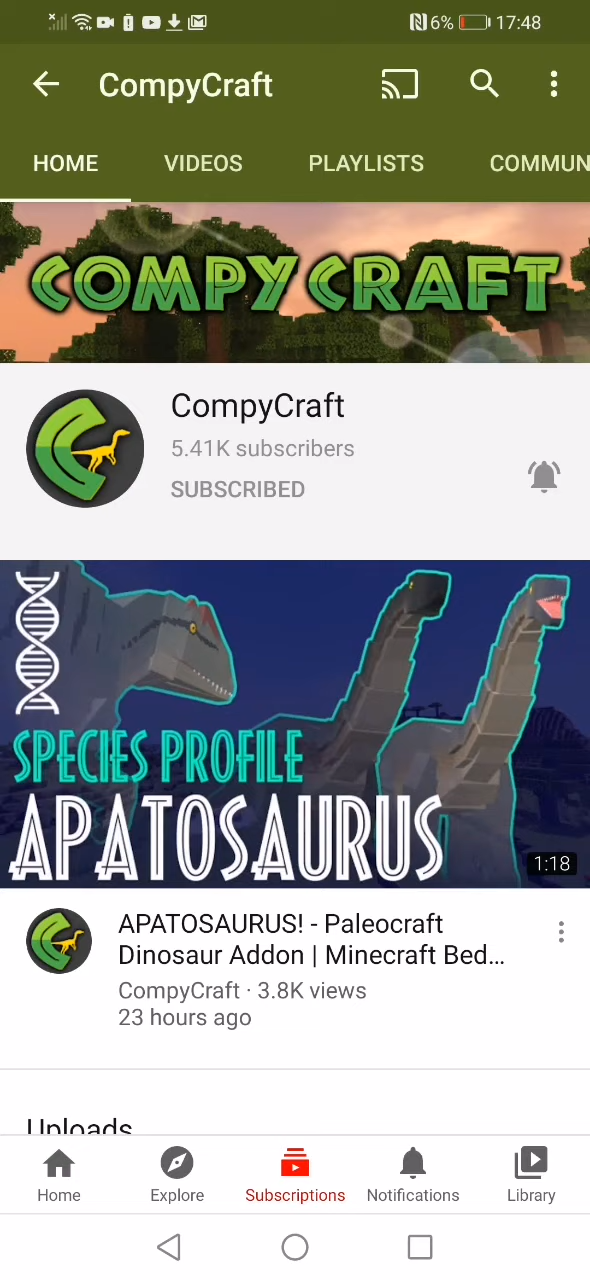 6% 17:48
CompyCraft
HOME VIDEOS PLAYLISTS COMMUN
COMPYCRAFT
CompyCraft
5.41K subscribers
SUBSCRIBED
SPECIES PROFILE
APATOSAURUS
1:18
APATOSAURUS! - Paleocraft
Dinosaur Addon | Minecraft Bed...
CompyCraft · 3.8K views
23 hours ago
Uploads
Home Explore Subscriptions Notifications Library